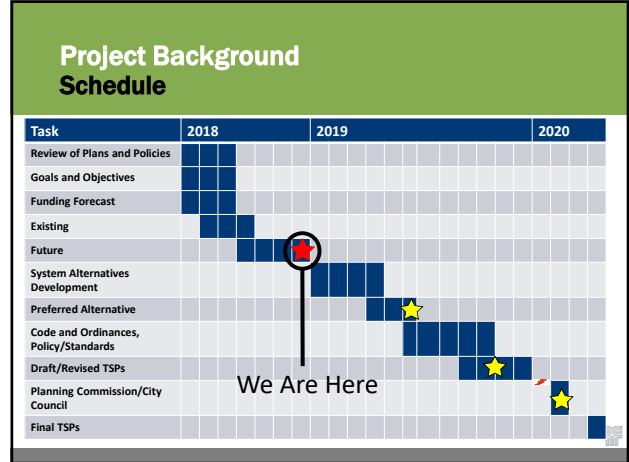 Project Background
Schedule
Task 2018 2019 2020
Review of Plans and Policies
Goals and Objectives
Funding Forecast
Existing
Future
System Alternatives
Development
Preferred Alternative
Code and Ordinances,
Policy/Standards
Draft/Revised TSPs
We Are Here
Planning Commission/City
Council
Final TSPs